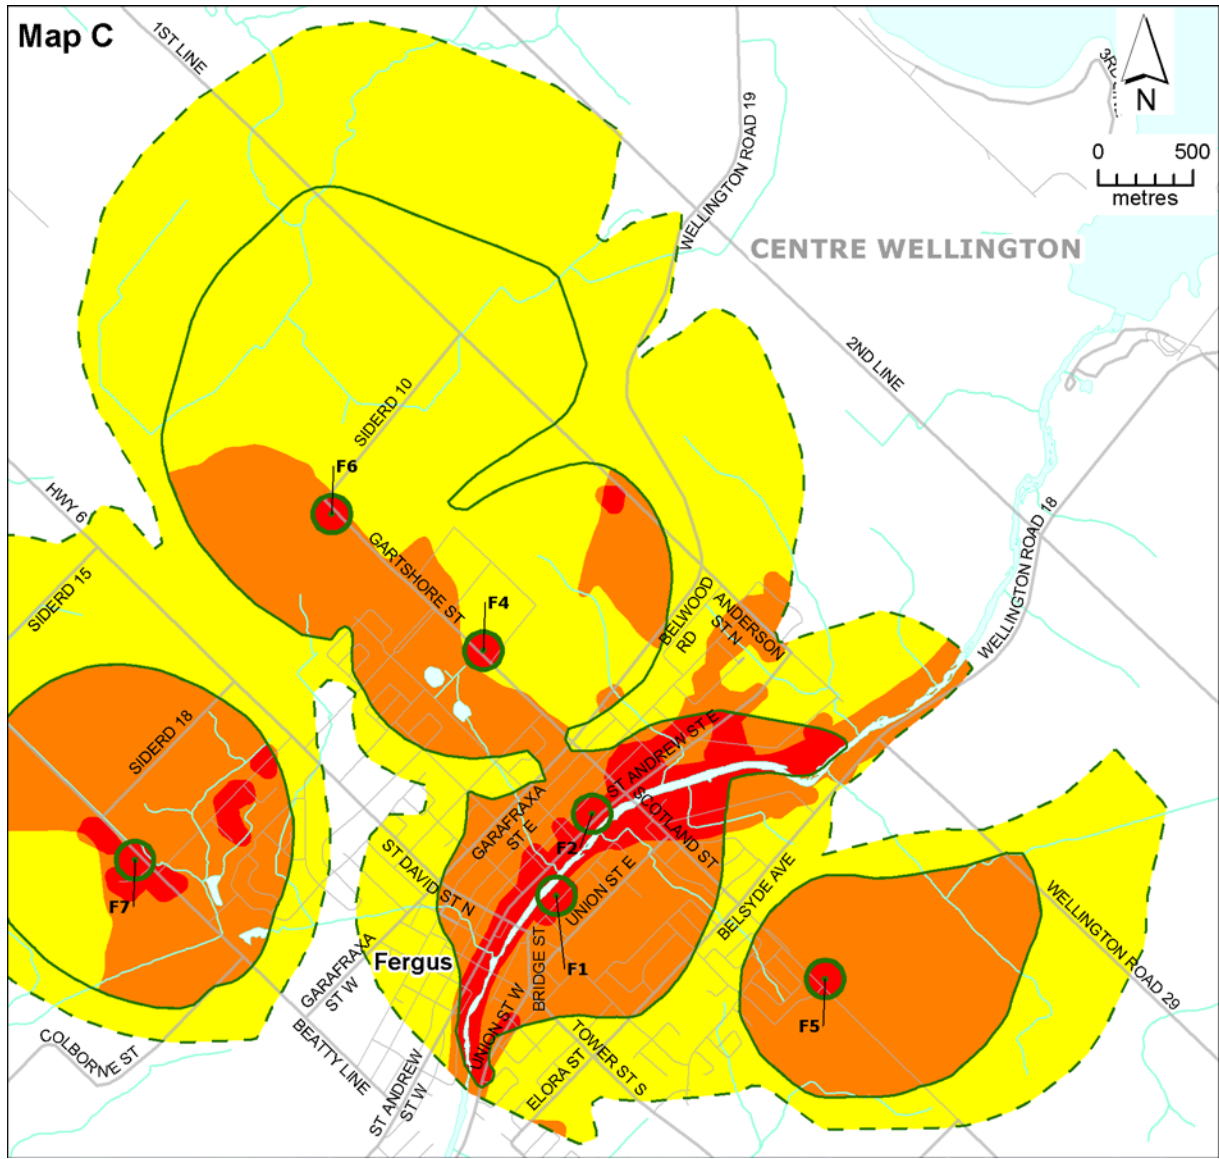 Map C
1ST LINE
3RD LINE
N
0 500
metres
WELLINGTON ROAD 19
CENTRE WELLINGTON
2ND LINE
SIDERD 10
F6
HWY 6
GARTSHORE ST
SIDERD 15
F4
BELWOOD
RD
ANDERSON
ST N
WELLINGTON ROAD 18
SIDERD 18
ST ANDREW ST E
GARAFRAXA
ST E
SCOTLAND ST
F2
ST DAVID ST N
UNION ST E
BELSYDE AVE
F7
WELLINGTON ROAD 29
GARAFRAXA
ST W
Fergus
BRIDGE ST
F1
F5
UNION ST W
COLBORNE ST
BEATTY LINE
TOWER ST S
ELORA ST
ST ANDREW
ST W